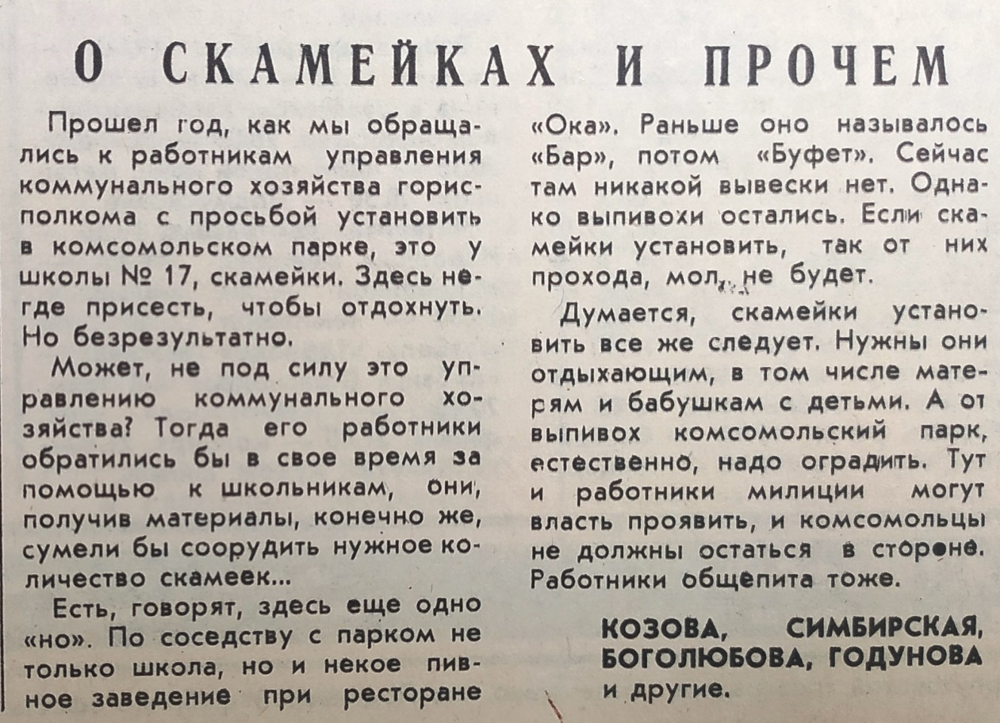 О СКАМЕЙКАХ И ПРОЧЕМ
Прошел год, как мы обраща-
лись к работникам управления
коммунального хозяйства горис-
полкома с просьбой установить
в комсомольском парке, это у
школы № 17, скамейки. Здесь не-
где присесть, чтобы отдохнуть.
Но безрезультатно.
Может, не под силу это уп-
равлению коммунального хо-
зяйства? Тогда его работники
обратились бы в свое время за
помощью к школьникам, они,
получив материалы, конечно же,
сумели бы соорудить нужное ко-
личество скамеек...
Есть, говорят, здесь еще одно
«но». По соседству с парком не
только школа, но и некое пив-
ное заведение при ресторане
«Ока». Раньше оно называлось
«Бар», потом «Буфет». Сейчас
там никакой вывески нет. Одна-
ко выпивохи остались. Если ска-
мейки установить, так от них
прохода, мол, не будет.
Думается, скамейки устано-
вить все же следует. Нужны они
отдыхающим, в том числе мате-
рям и бабушкам с детьми. А от
выпивох комсомольский парк,
естественно, надо оградить. Тут
и работники милиции могут
власть проявить, и комсомольцы
не должны остаться в стороне.
Работники общепита тоже.
КОЗОВА, СИМБИРСКАЯ,
БОГОЛЮБОВА, ГОДУНОВА
и другие.